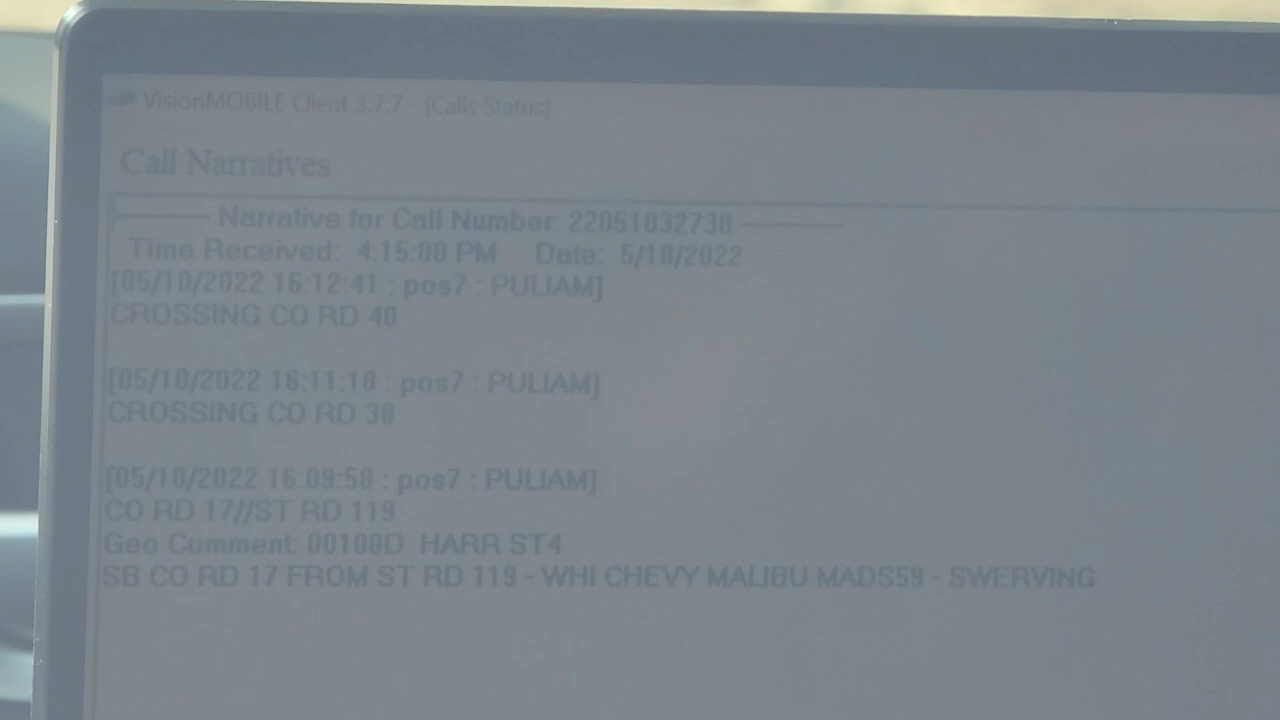 VisionMOBILE Client 3.7.7 - [Calls Status]
Call Narratives
Narrative for Call Number: 22051032738
Time Received: 4:15:00 PM Date: 5/10/2022
[05/10/2022 16:12:41 : pos7 : PULIAM]
CROSSING CO RD 40
[05/10/2022 16:11:18 : pos7 : PULIAM]
CROSSING CO RD 38
[05/10/2022 16:09:58 : pos7 : PULIAM]
CO RD 17//ST RD 119
Geo Comment: 00100D HARR ST4
SB CO RD 17 FROM ST RD 119 - WHI CHEVY MALIBU MADS59 - SWERVING